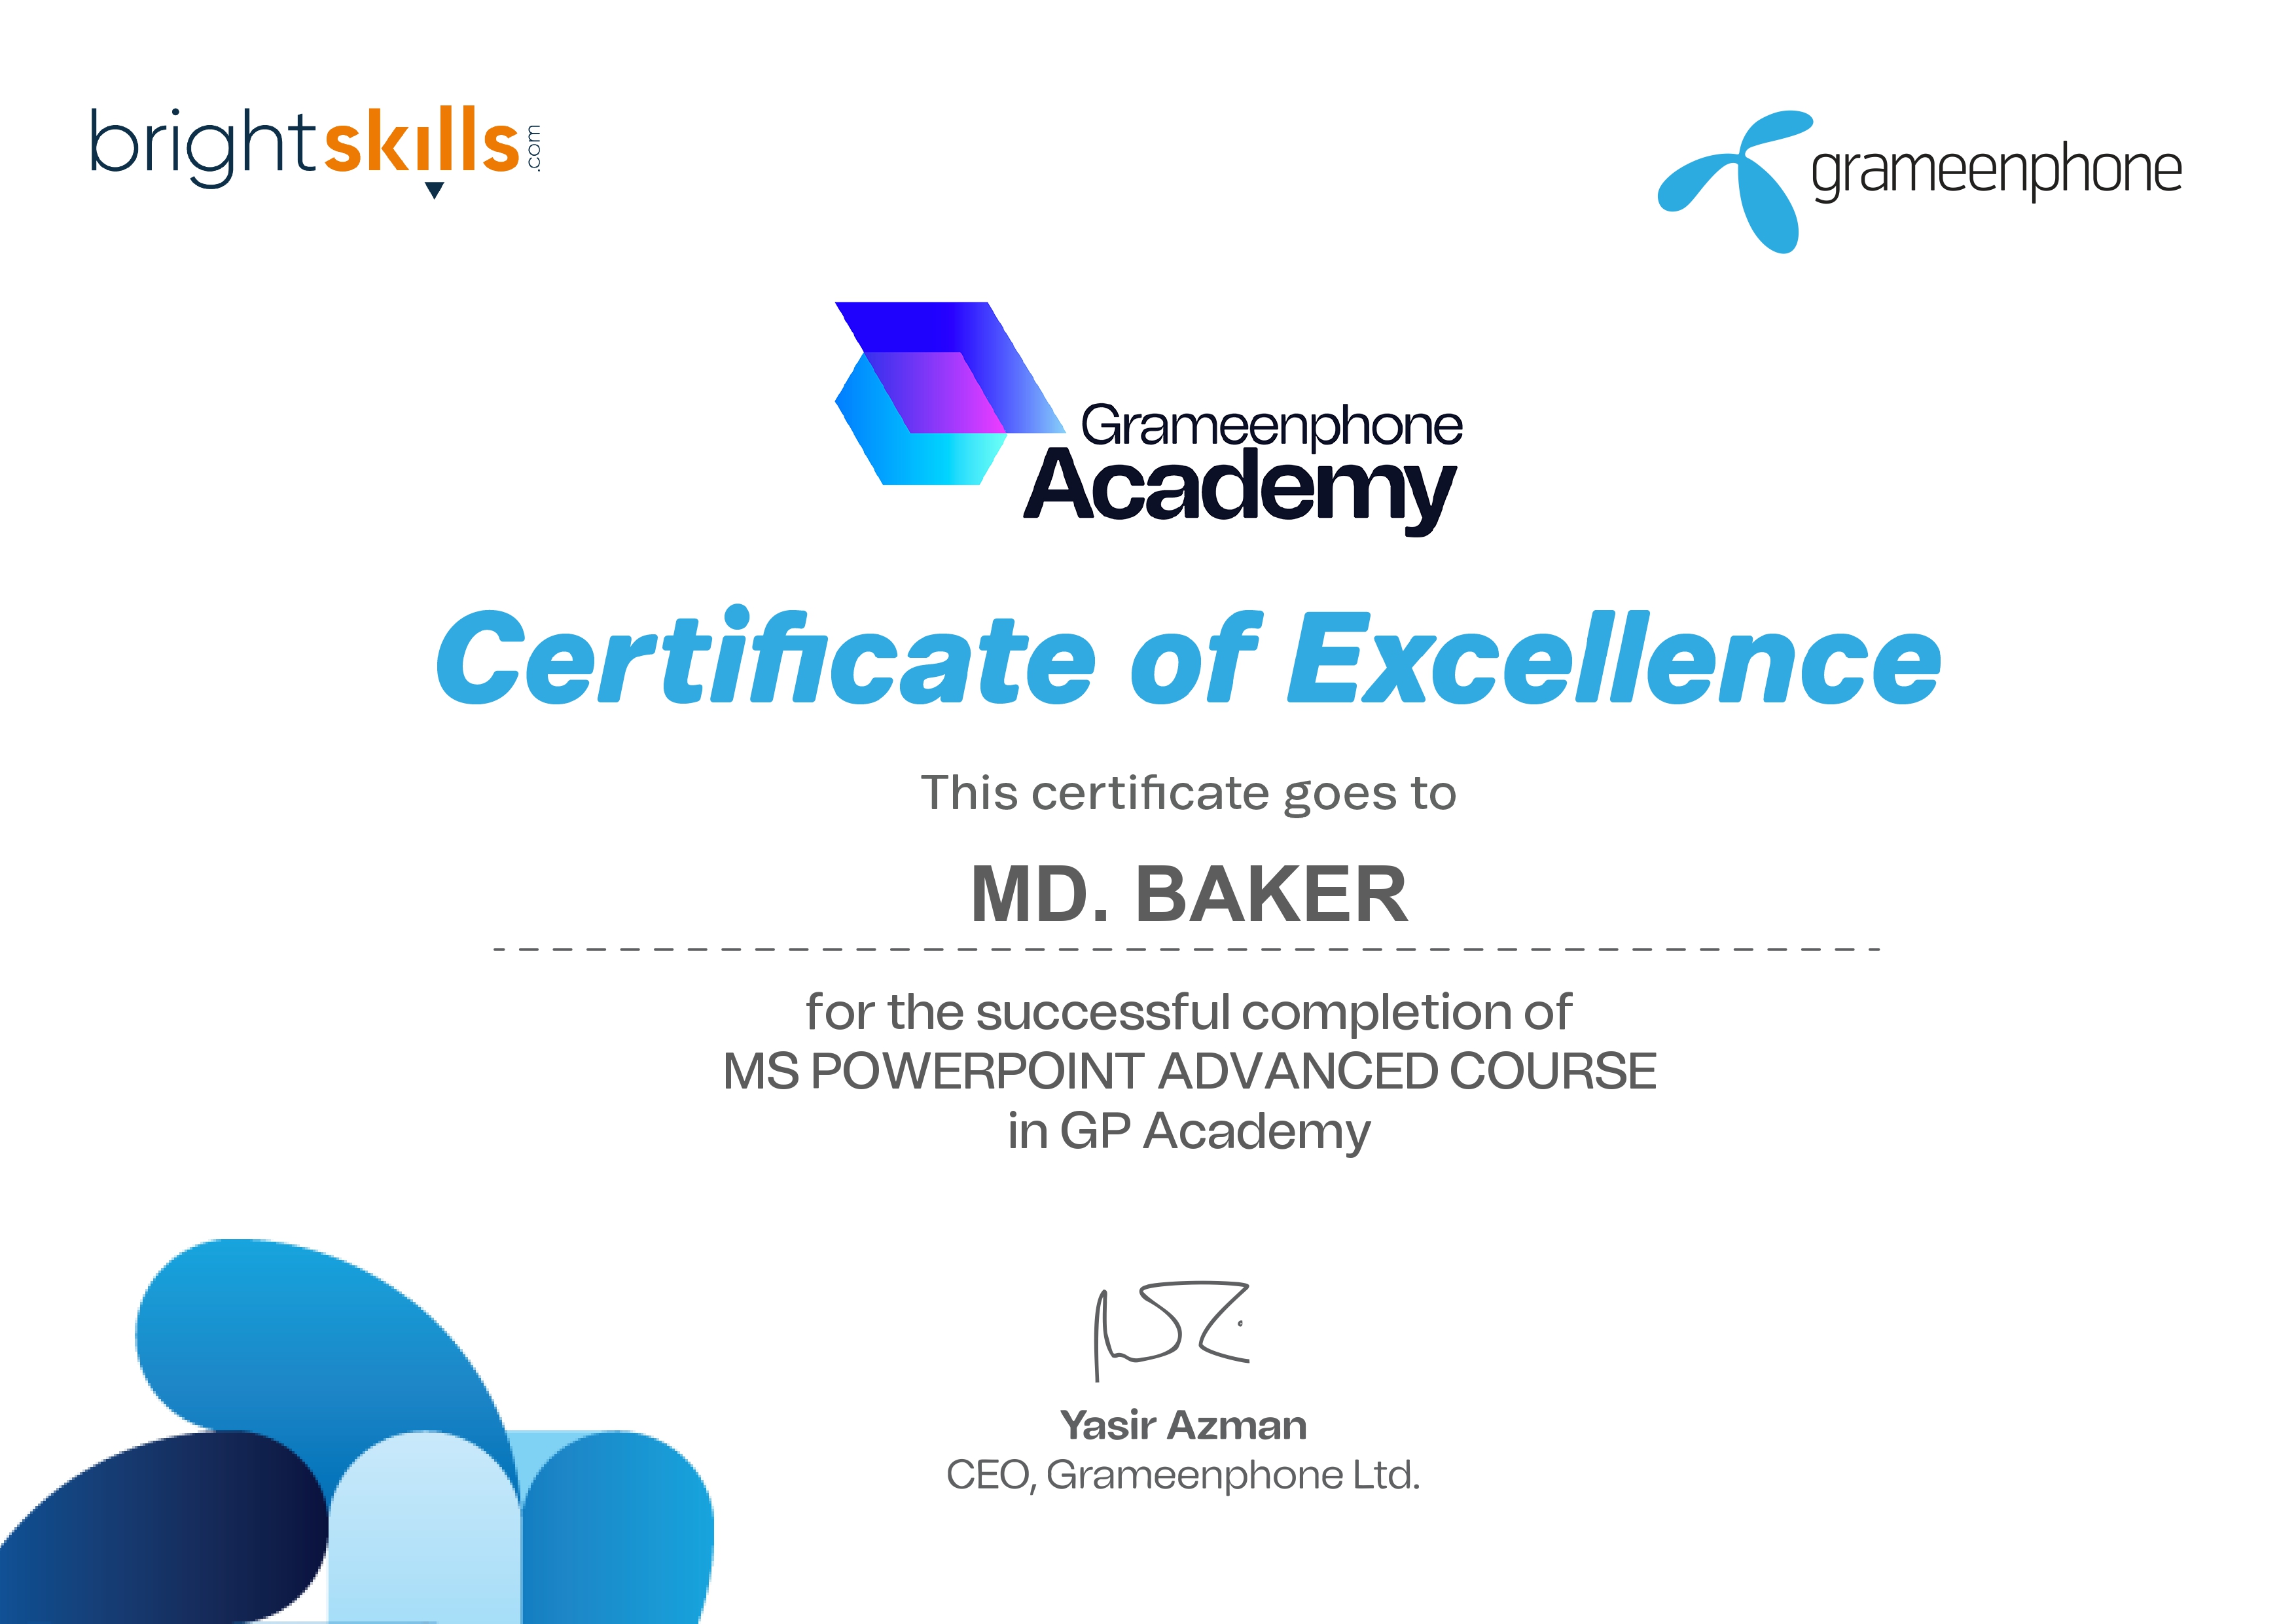 brightskills.com
grameenphone
Grameenphone
Academy
Certificate of Excellence
This certificate goes to
MD. BAKER
for the successful completion of
MS POWERPOINT ADVANCED COURSE
in GP Academy
Yasir Azman
CEO, Grameenphone Ltd.